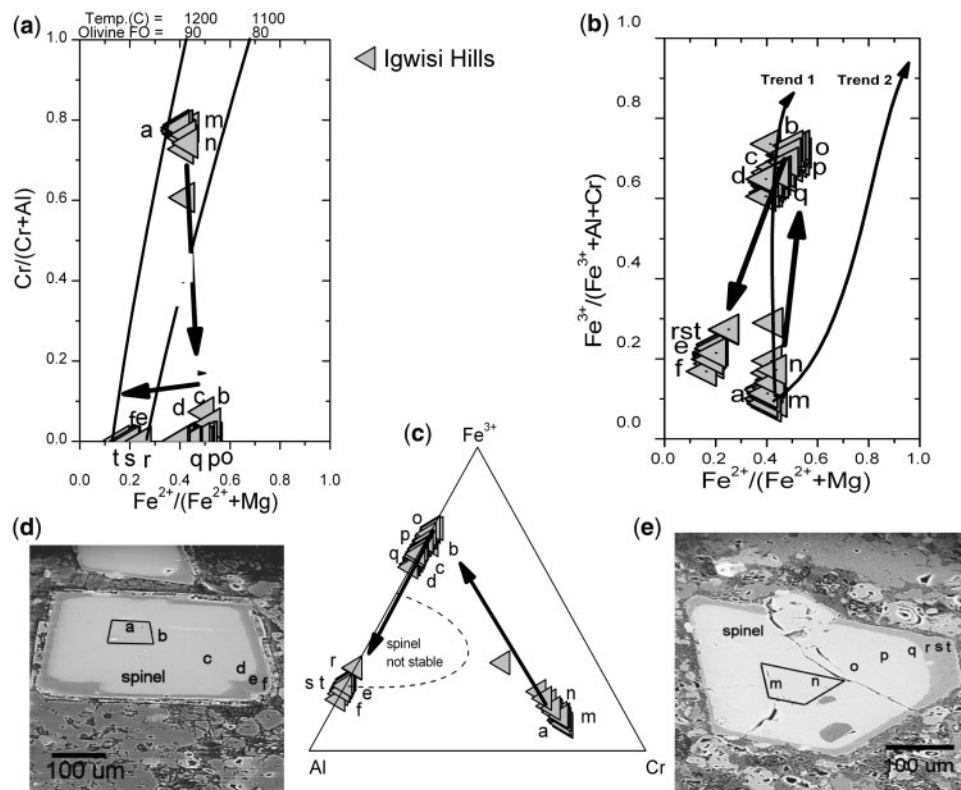 (a)
Temp.(C) = 1200 1100
Olivine FO = 90 80
1.0
0.8
0.6
0.4
0.2
0.0
Cr/(Cr+Al)
a m
n
d c b
fe
t s r q p o
0.0 0.2 0.4 0.6 0.8 1.0
Fe²⁺/(Fe²⁺+Mg)
Igwisi Hills
(b)
1.0
0.8
0.6
0.4
0.2
0.0
Fe³⁺/(Fe³⁺+Al+Cr)
Trend 1 Trend 2
b
c o
d p
q
rst
e
f
n
a m
0.0 0.2 0.4 0.6 0.8 1.0
Fe²⁺/(Fe²⁺+Mg)
(c)
Fe³⁺
o
p
q b
c
d
spinel
not stable
r
s t e
f
n
a m
Al Cr
(d)
a
b
c
d
e
f
spinel
100 um
(e)
spinel
m n o p q r s t
100 um